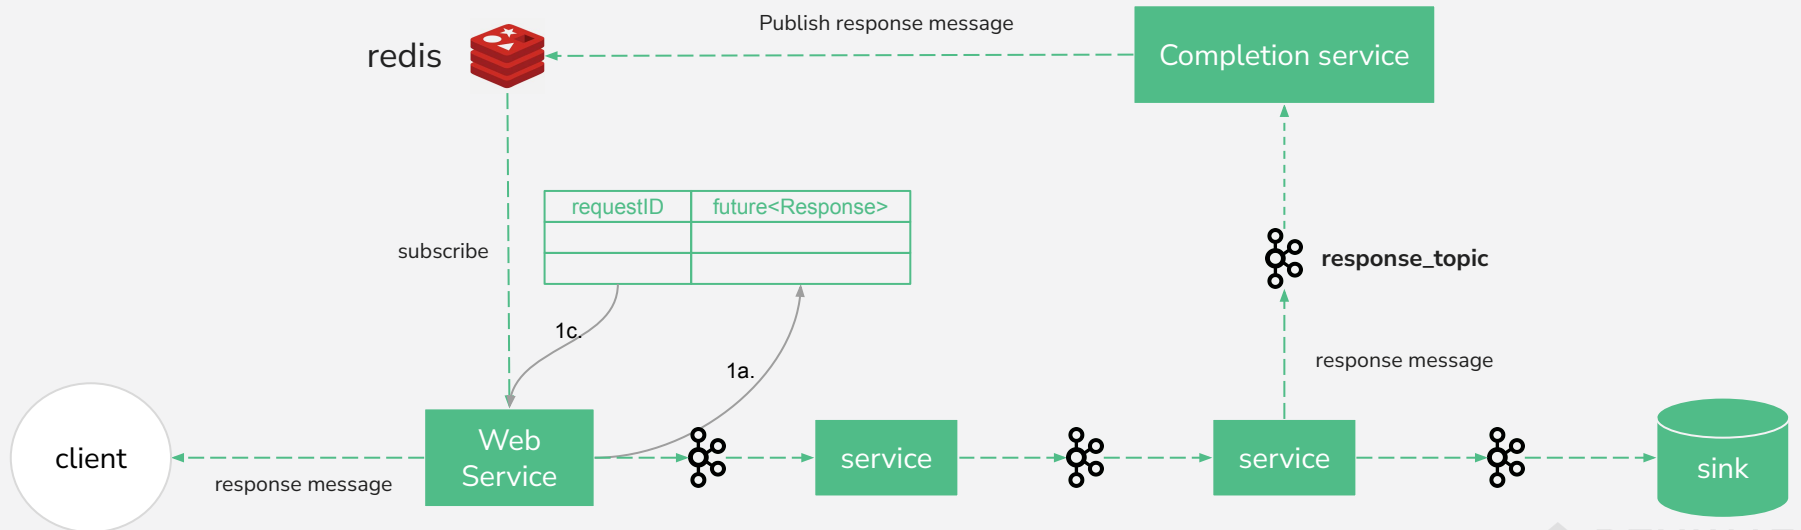 Publish response message
redis
Completion service
requestID
future<Response>
subscribe
response_topic
1c.
1a.
response message
client
response message
Web
Service
service
service
sink